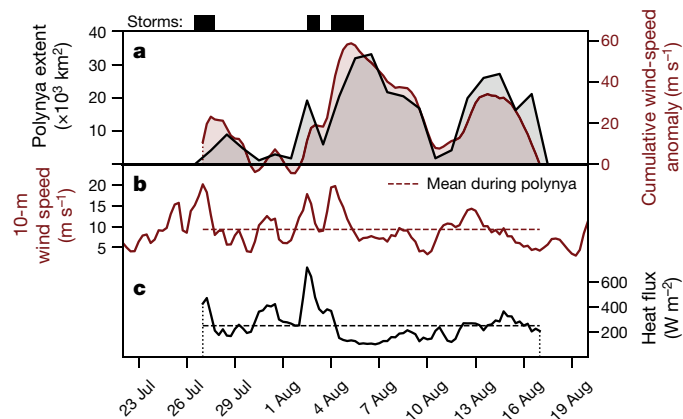 Storms:
a
Polynya extent
(×10³ km²)
40
30
20
10
60
40
20
0
Cumulative wind-speed
anomaly (m s⁻¹)
b
10-m
wind speed
(m s⁻¹)
20
15
10
5
Mean during polynya
c
600
400
200
Heat flux
(W m⁻²)
23 Jul
26 Jul
29 Jul
1 Aug
4 Aug
7 Aug
10 Aug
13 Aug
16 Aug
19 Aug